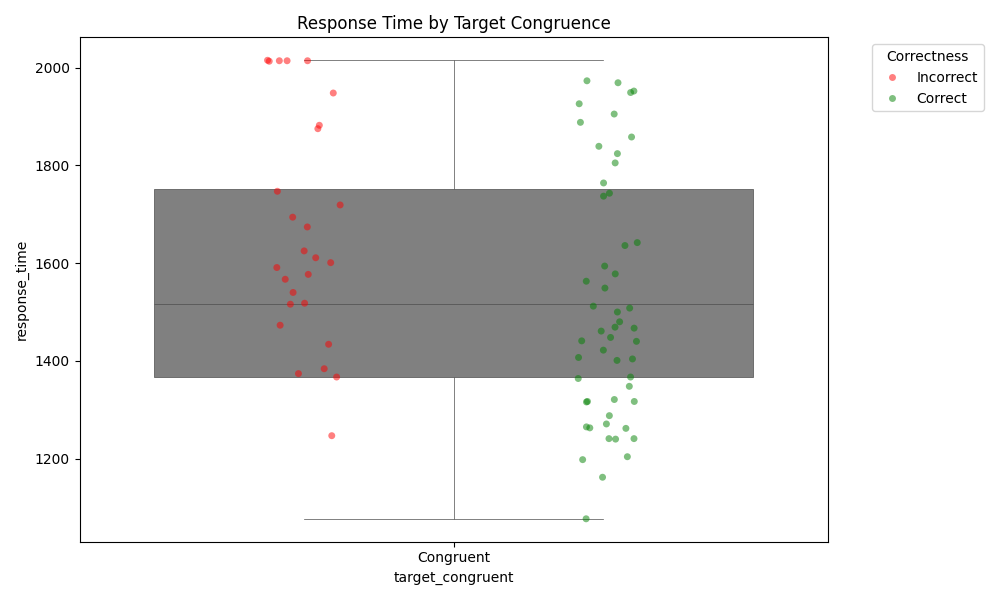 Response Time by Target Congruence
Correctness
Incorrect
Correct
response_time
2000
1800
1600
1400
1200
Congruent
target_congruent